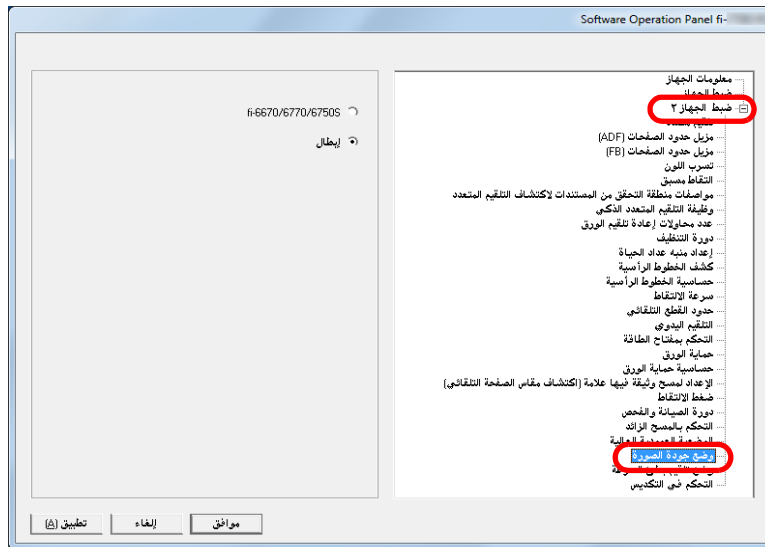 Software Operation Panel fi-
معلومات الجهاز
ضبط الجهاز
ضبط الجهاز ٢
مزيل حدود الصفحات (ADF)
مزيل حدود الصفحات (FB)
تسرب اللون
التقاط مسبق
مواصفات منطقة التحقق من المستندات لاكتشاف التلقيم المتعدد
وظيفة التلقيم المتعدد الذكي
عدد محاولات إعادة تلقيم الورق
دورة التنظيف
إعداد منبه عداد الحياة
كشف الخطوط الرأسية
حساسية الخطوط الرأسية
سرعة الالتقاط
حدود القطع التلقائي
التلقيم اليدوي
التحكم بمفتاح الطاقة
حماية الورق
حساسية حماية الورق
الإعداد لمسح وثيقة فيها علامة (اكتشاف مقاس الصفحة التلقائي)
ضغط الالتقاط
دورة الصيانة والفحص
التحكم بالمسح الزائد
الوضعية العمودية العالية
وضع جودة الصورة
التحكم في التكديس
fi-6670/6770/6750S
إبطال
موافق
إلغاء
تطبيق (A)